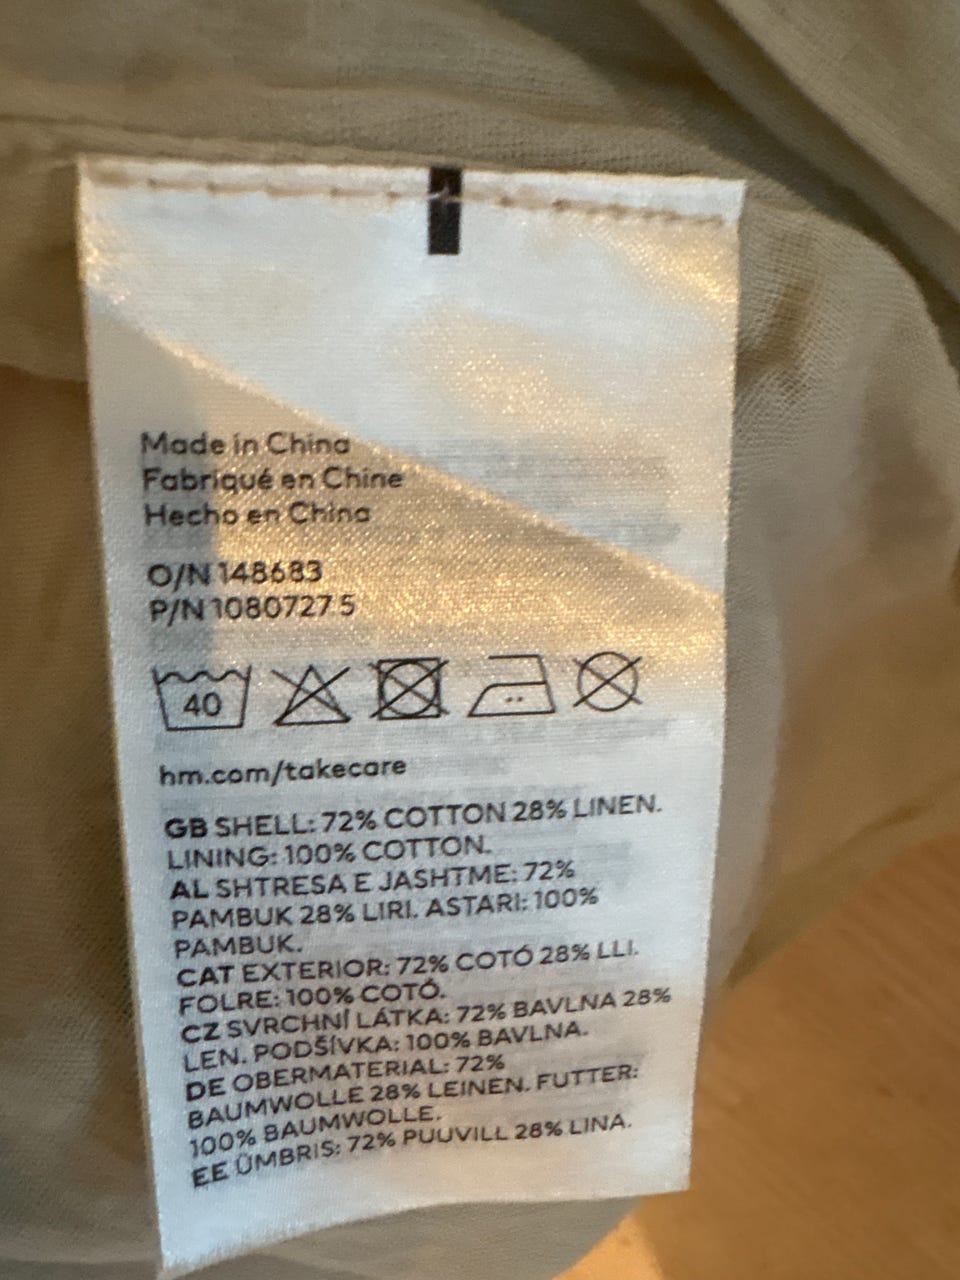 Made in China
Fabriqué en Chine
Hecho en China
O/N 148683
P/N 1080727 5
40
hm.com/takecare
GB SHELL: 72% COTTON 28% LINEN.
LINING: 100% COTTON.
AL SHTRESA E JASHTME: 72%
PAMBUK 28% LIRI. ASTARI: 100%
PAMBUK.
CAT EXTERIOR: 72% COTÓ 28% LLI.
FOLRE: 100% COTÓ.
CZ SVRCHNÍ LÁTKA: 72% BAVLNA 28%
LEN. PODŠÍVKA: 100% BAVLNA.
DE OBERMATERIAL: 72%
BAUMWOLLE 28% LEINEN. FUTTER:
100% BAUMWOLLE.
EE ÜMBRIS: 72% PUUVILL 28% LINA.